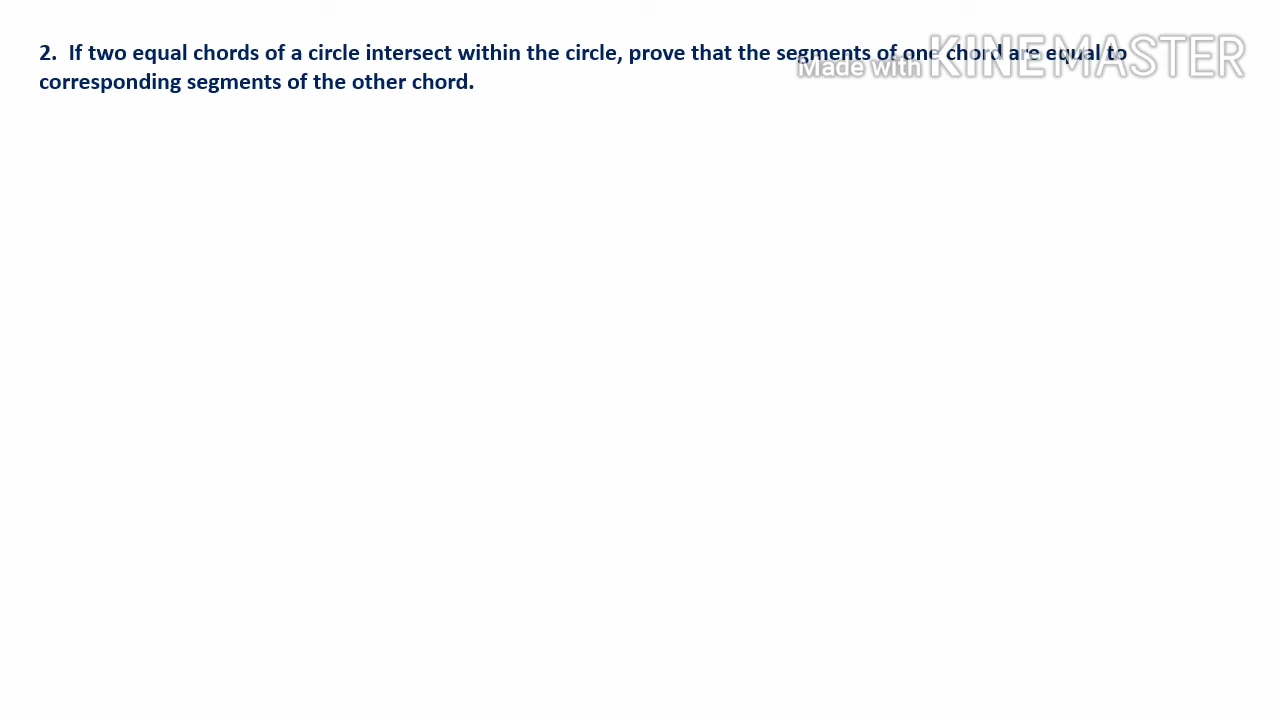 2. If two equal chords of a circle intersect within the circle, prove that the segments of one chord are equal to
corresponding segments of the other chord.
Made with KINEMASTER